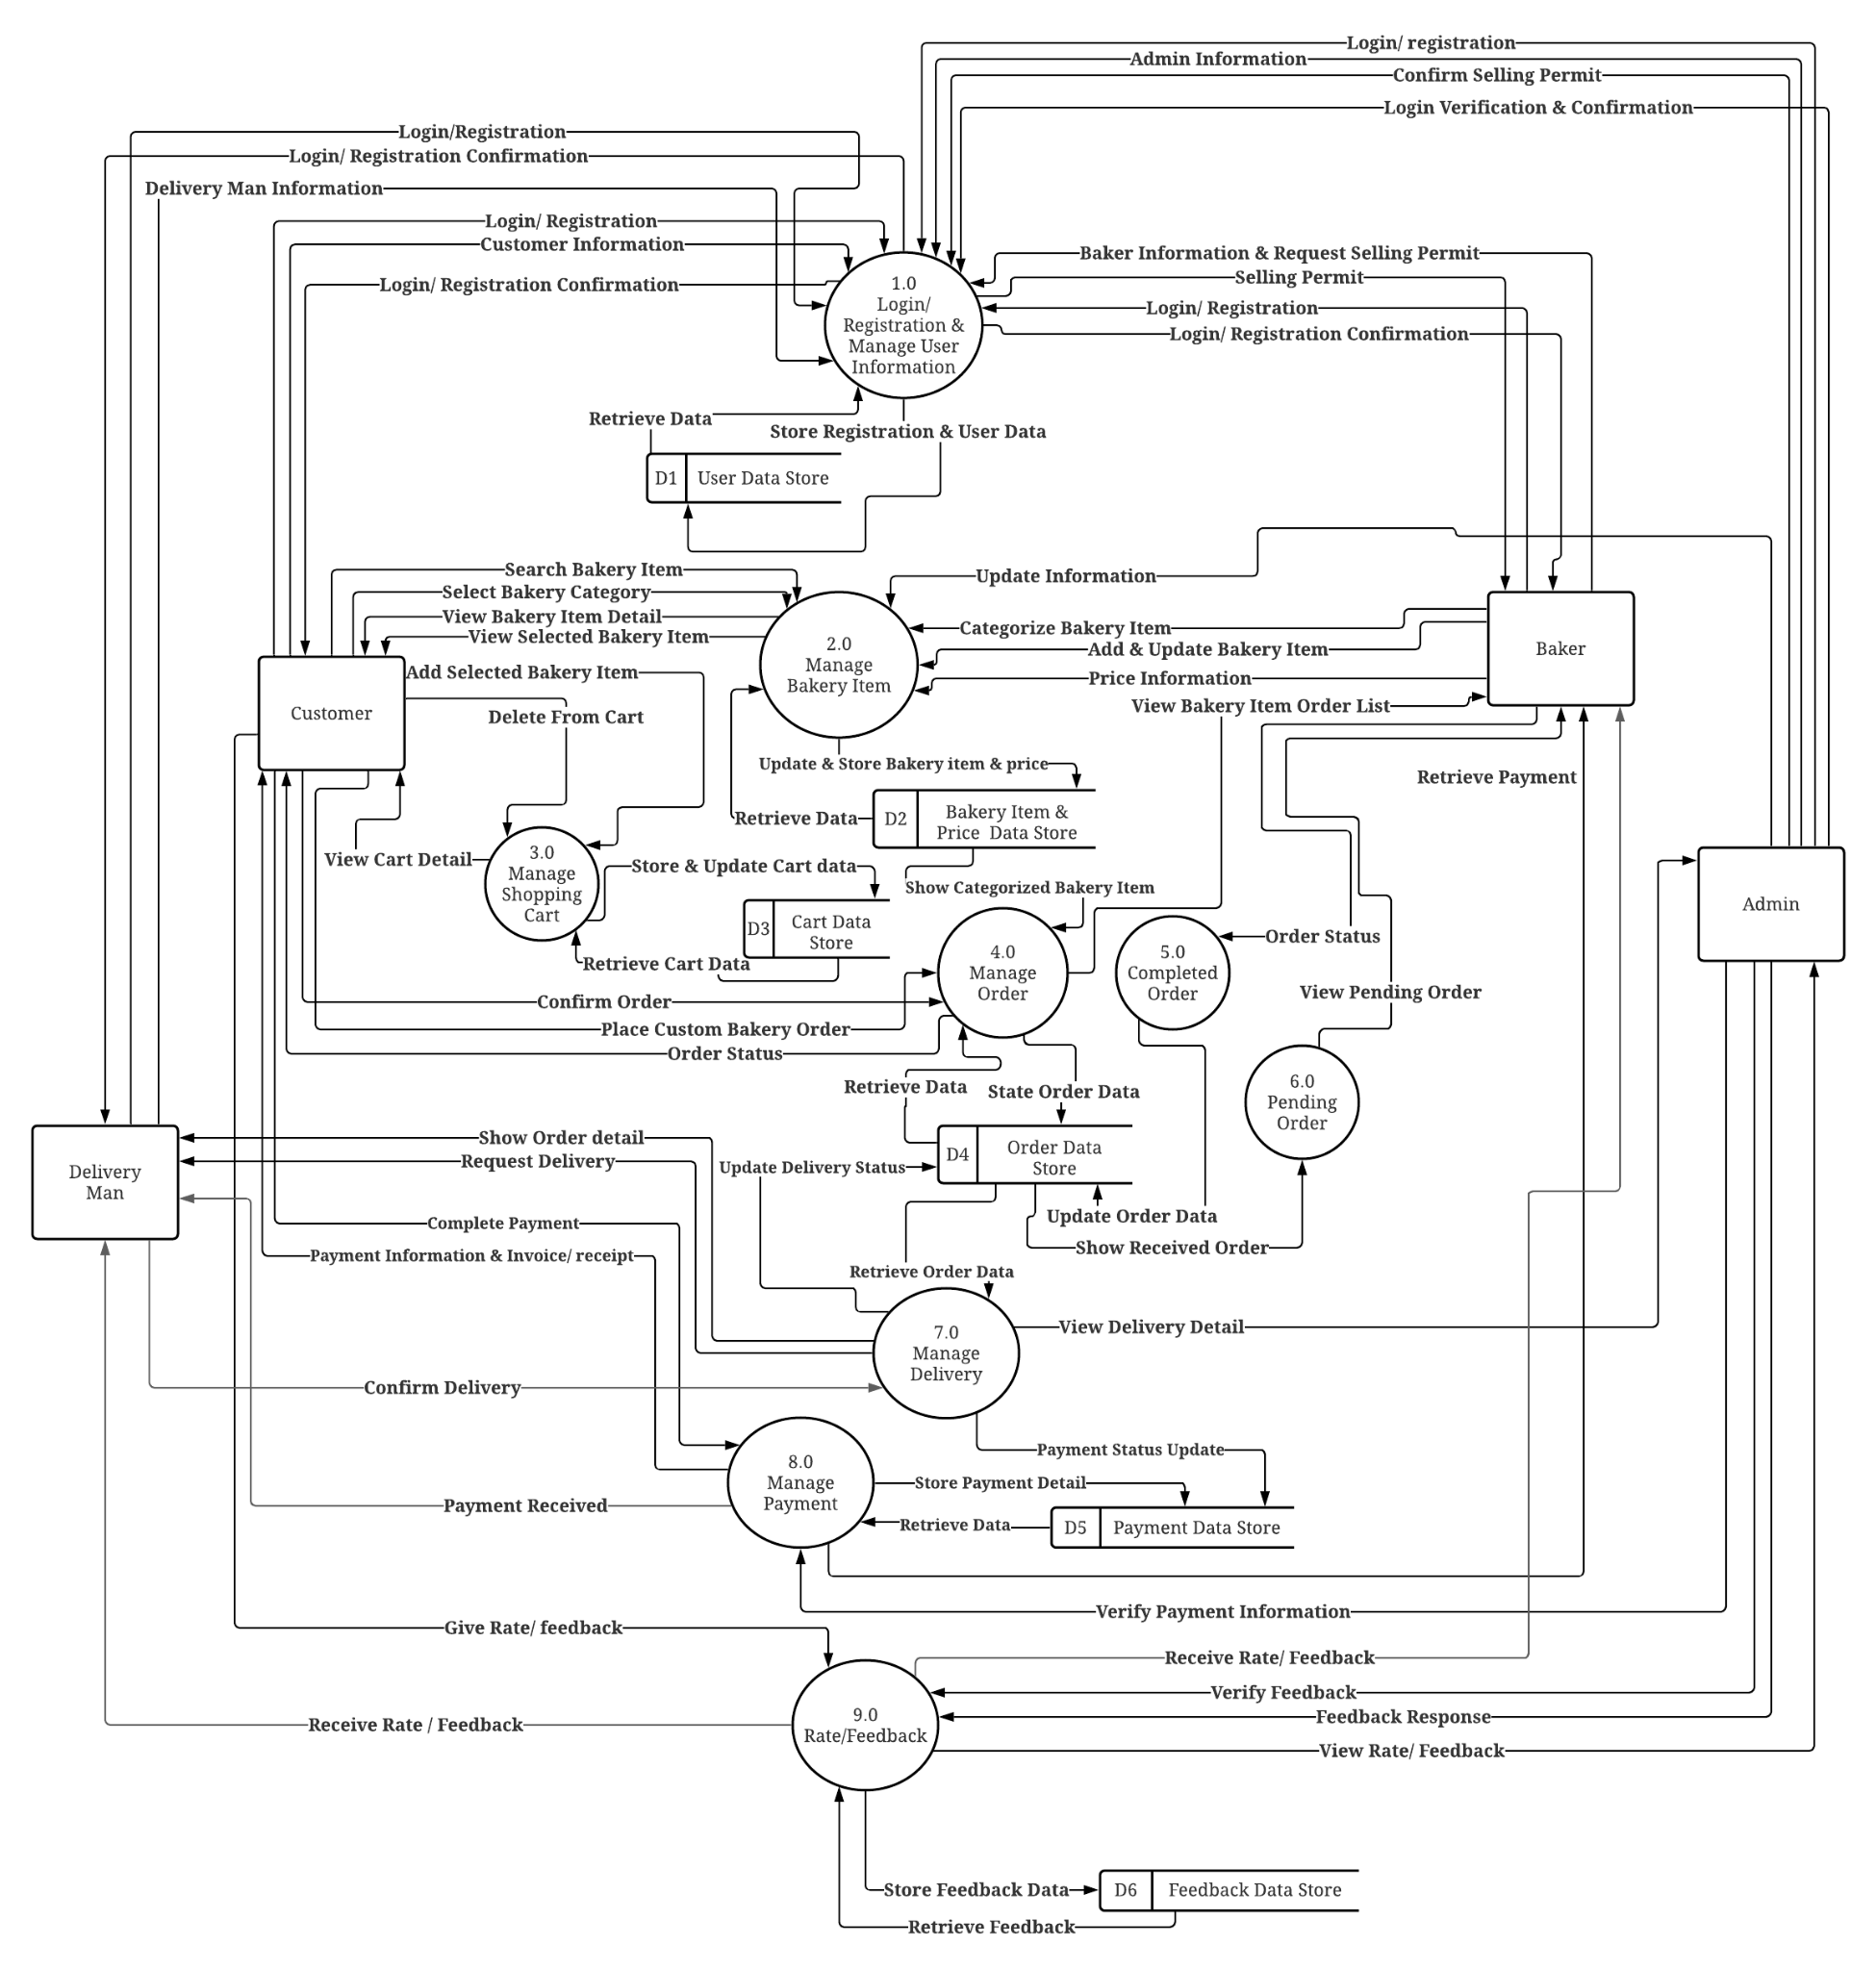 Login/ registration
Admin Information
Confirm Selling Permit
Login Verification & Confirmation
Login/Registration
Login/ Registration Confirmation
Delivery Man Information
Login/ Registration
Customer Information
Login/ Registration Confirmation
Baker Information & Request Selling Permit
Selling Permit
Login/ Registration
Login/ Registration Confirmation
1.0
Login/
Registration &
Manage User
Information
Retrieve Data
Store Registration & User Data
D1
User Data Store
Search Bakery Item
Select Bakery Category
View Bakery Item Detail
View Selected Bakery Item
Update Information
Categorize Bakery Item
Add & Update Bakery Item
Price Information
View Bakery Item Order List
2.0
Manage
Bakery Item
Baker
Customer
Add Selected Bakery Item
Delete From Cart
Update & Store Bakery item & price
Retrieve Payment
Retrieve Data
D2
Bakery Item &
Price  Data Store
View Cart Detail
3.0
Manage
Shopping
Cart
Store & Update Cart data
Show Categorized Bakery Item
D3
Cart Data
Store
Retrieve Cart Data
Admin
4.0
Manage
Order
5.0
Completed
Order
Order Status
View Pending Order
Confirm Order
Place Custom Bakery Order
Order Status
Retrieve Data
State Order Data
6.0
Pending
Order
Delivery
Man
Show Order detail
Request Delivery
Update Delivery Status
D4
Order Data
Store
Complete Payment
Update Order Data
Payment Information & Invoice/ receipt
Show Received Order
Retrieve Order Data
7.0
Manage
Delivery
View Delivery Detail
Confirm Delivery
Payment Status Update
8.0
Manage
Payment
Store Payment Detail
Payment Received
Retrieve Data
D5
Payment Data Store
Verify Payment Information
Give Rate/ feedback
Receive Rate/ Feedback
Verify Feedback
Feedback Response
View Rate/ Feedback
Receive Rate / Feedback
9.0
Rate/Feedback
Store Feedback Data
D6
Feedback Data Store
Retrieve Feedback